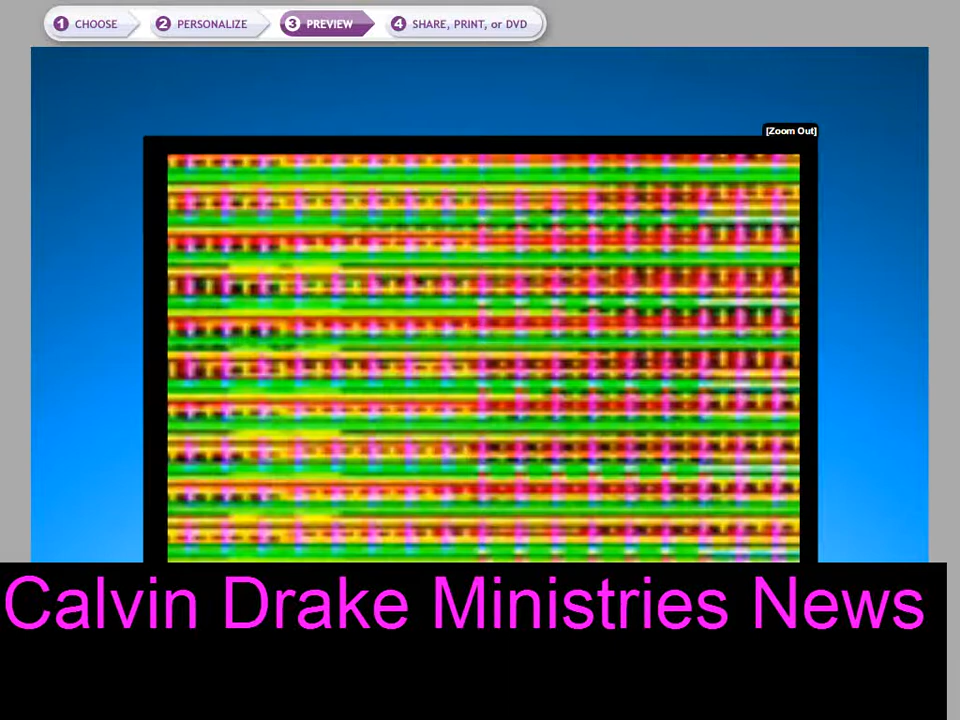 1 CHOOSE 2 PERSONALIZE 3 PREVIEW 4 SHARE, PRINT, or DVD
[Zoom Out]
Calvin Drake Ministries News